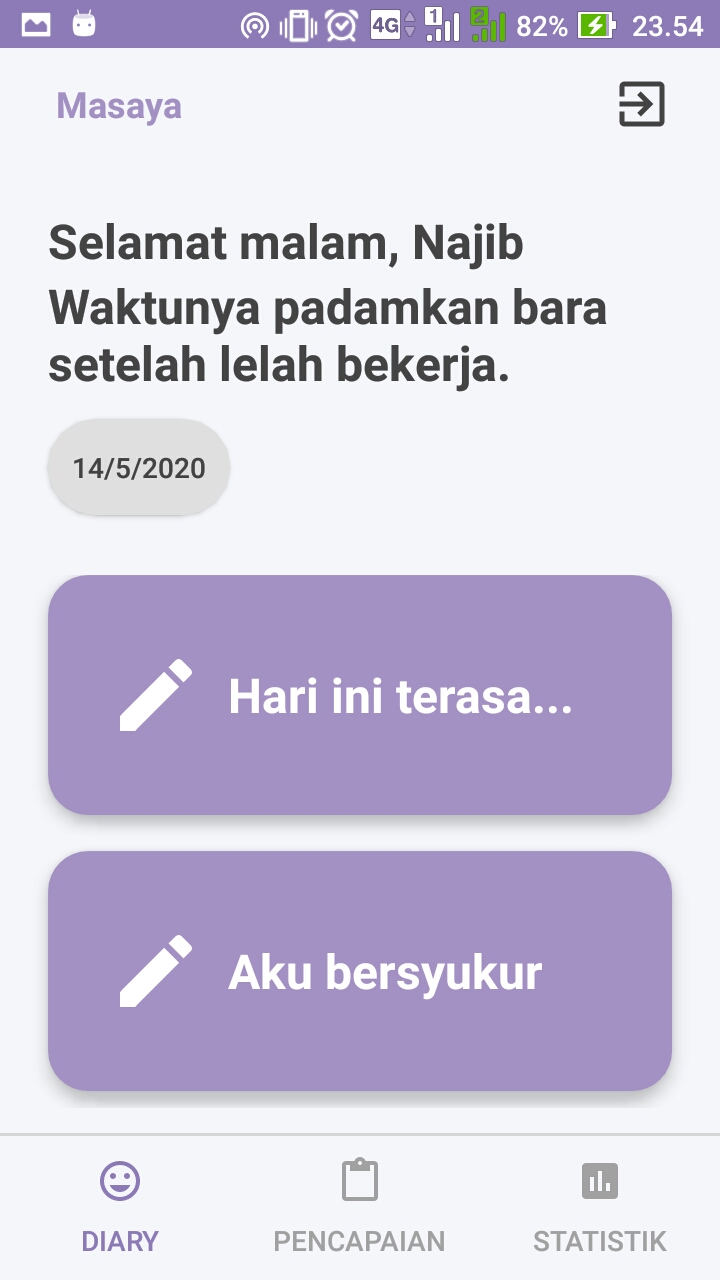 4G 1 2 82% 23.54
Masaya
Selamat malam, Najib
Waktunya padamkan bara
setelah lelah bekerja.
14/5/2020
Hari ini terasa...
Aku bersyukur
DIARY PENCAPAIAN STATISTIK